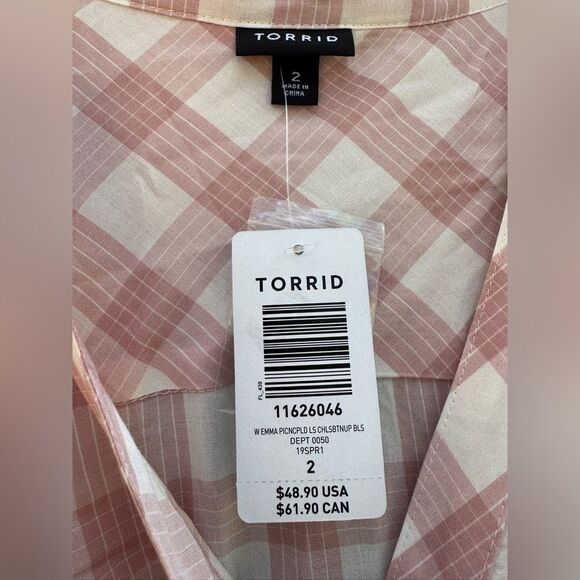 TORRID
2
MADE IN
CHINA
TORRID
FL_439
11626046
W EMMA PICNCPLD LS CHLSBTNUP BLS
DEPT 0050
19SPR1
2
$48.90 USA
$61.90 CAN